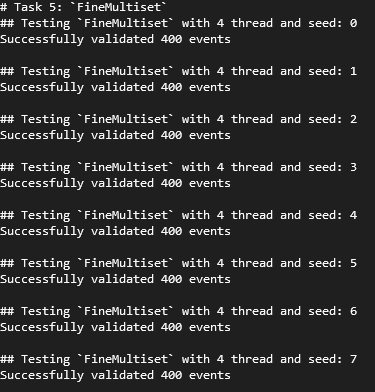 # Task 5: `FineMultiset`
## Testing `FineMultiset` with 4 thread and seed: 0
Successfully validated 400 events
## Testing `FineMultiset` with 4 thread and seed: 1
Successfully validated 400 events
## Testing `FineMultiset` with 4 thread and seed: 2
Successfully validated 400 events
## Testing `FineMultiset` with 4 thread and seed: 3
Successfully validated 400 events
## Testing `FineMultiset` with 4 thread and seed: 4
Successfully validated 400 events
## Testing `FineMultiset` with 4 thread and seed: 5
Successfully validated 400 events
## Testing `FineMultiset` with 4 thread and seed: 6
Successfully validated 400 events
## Testing `FineMultiset` with 4 thread and seed: 7
Successfully validated 400 events